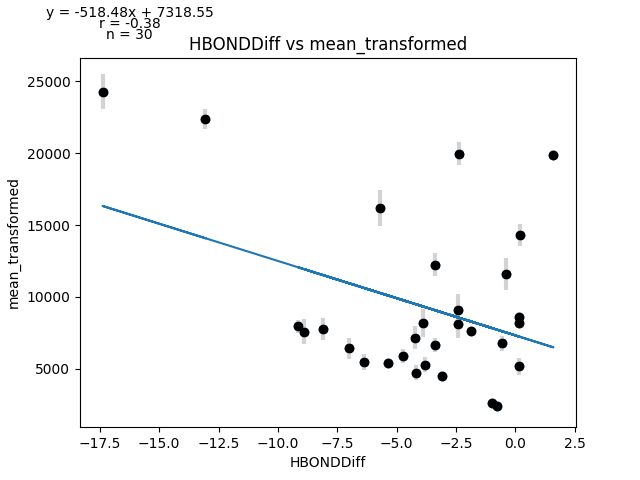 y = -518.48x + 7318.55
r = -0.38
n = 30
HBONDDiff vs mean_transformed
25000
20000
15000
10000
5000
mean_transformed
−17.5 −15.0 −12.5 −10.0 −7.5 −5.0 −2.5 0.0 2.5
HBONDDiff